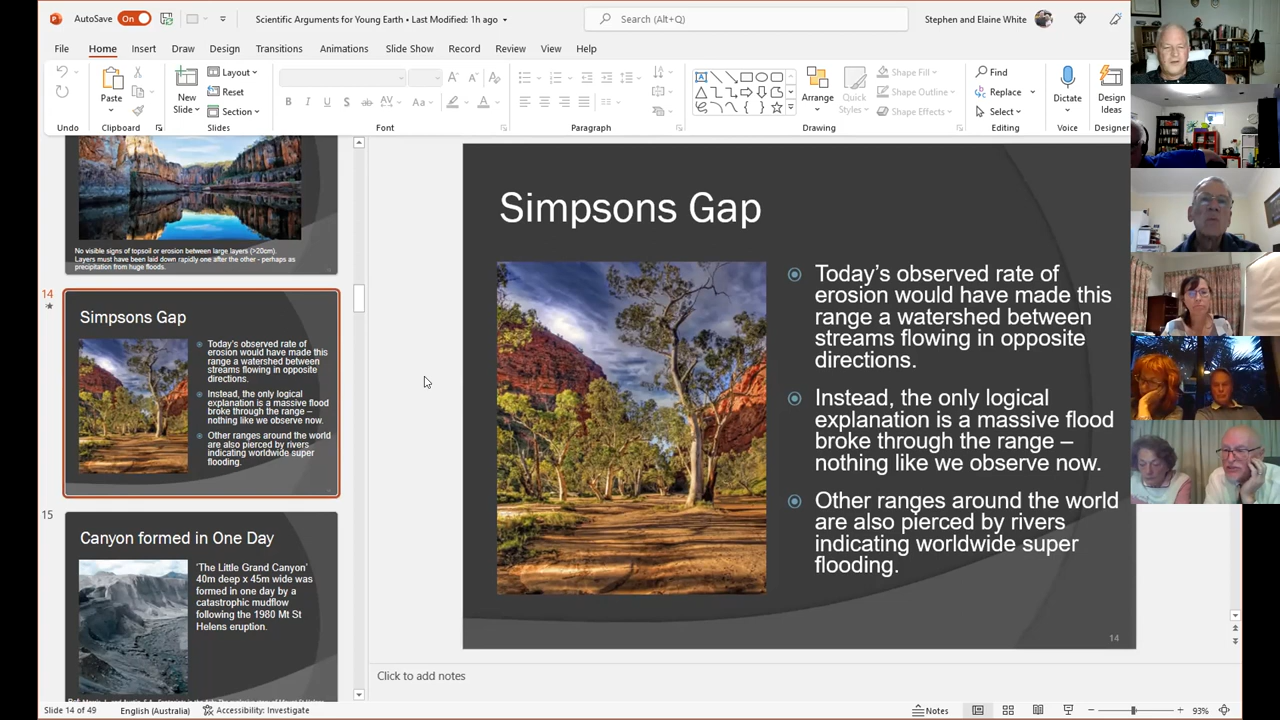 AutoSave On
Scientific Arguments for Young Earth • Last Modified: 1h ago
Search (Alt+Q)
Stephen and Elaine White
File Home Insert Draw Design Transitions Animations Slide Show Record Review View Help
Paste
New
Slide
Layout
Reset
Section
Arrange
Quick
Styles
Shape Fill
Shape Outline
Shape Effects
Find
Replace
Select
Dictate
Design
Ideas
Undo Clipboard Slides Font Paragraph Drawing Editing Voice Designer
No visible signs of topsoil or erosion between large layers (>20cm).
Layers must have been laid down rapidly one after the other - perhaps as
precipitation from huge floods.
14
Simpsons Gap
Today's observed rate of
erosion would have made this
range a watershed between
streams flowing in opposite
directions.
Instead, the only logical
explanation is a massive flood
broke through the range –
nothing like we observe now.
Other ranges around the world
are also pierced by rivers
indicating worldwide super
flooding.
15
Canyon formed in One Day
'The Little Grand Canyon'
40m deep x 45m wide was
formed in one day by a
catastrophic mudflow
following the 1980 Mt St
Helens eruption.
Simpsons Gap
Today's observed rate of
erosion would have made this
range a watershed between
streams flowing in opposite
directions.
Instead, the only logical
explanation is a massive flood
broke through the range –
nothing like we observe now.
Other ranges around the world
are also pierced by rivers
indicating worldwide super
flooding.
14
Click to add notes
Slide 14 of 49 English (Australia) Accessibility: Investigate Notes 93%